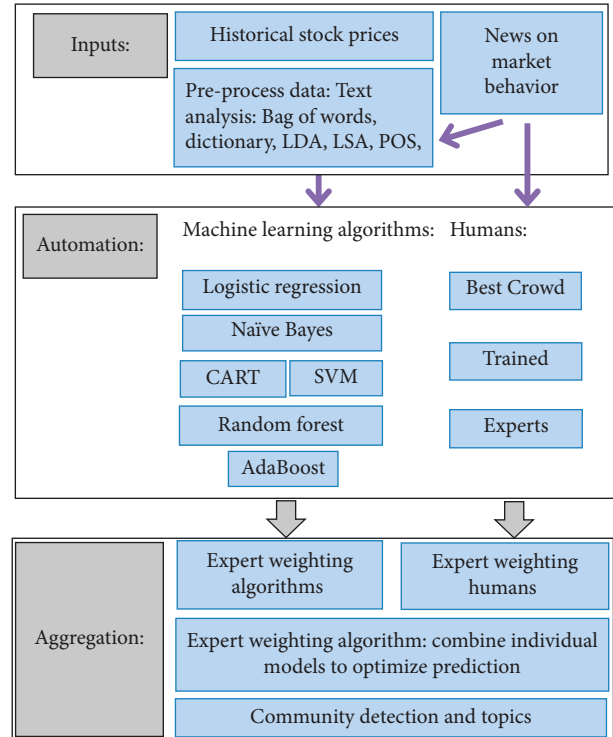 Inputs:
Historical stock prices
News on
market
behavior
Pre-process data: Text
analysis: Bag of words,
dictionary, LDA, LSA, POS,
Automation:
Machine learning algorithms:
Humans:
Logistic regression
Naïve Bayes
CART
SVM
Random forest
AdaBoost
Best Crowd
Trained
Experts
Aggregation:
Expert weighting
algorithms
Expert weighting
humans
Expert weighting algorithm: combine individual
models to optimize prediction
Community detection and topics